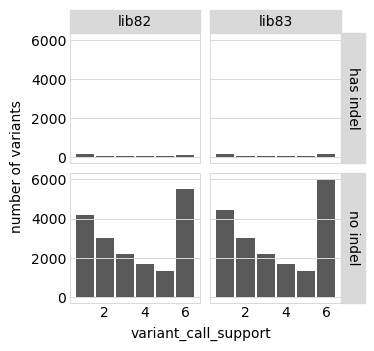 lib82 lib83
6000
4000
2000
0
has indel
number of variants
6000
4000
2000
0
no indel
2 4 6 2 4 6
variant_call_support